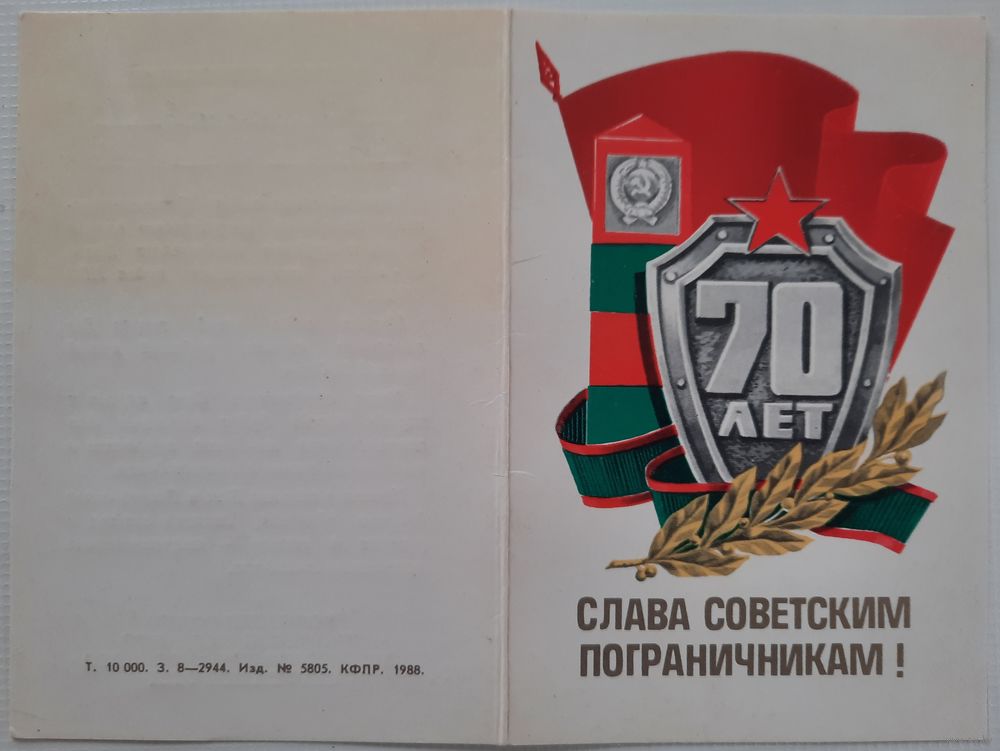 Т. 10 000. З. 8—2944. Изд. № 5805. КФПР. 1988.
70
ЛЕТ
СЛАВА СОВЕТСКИМ
ПОГРАНИЧНИКАМ!